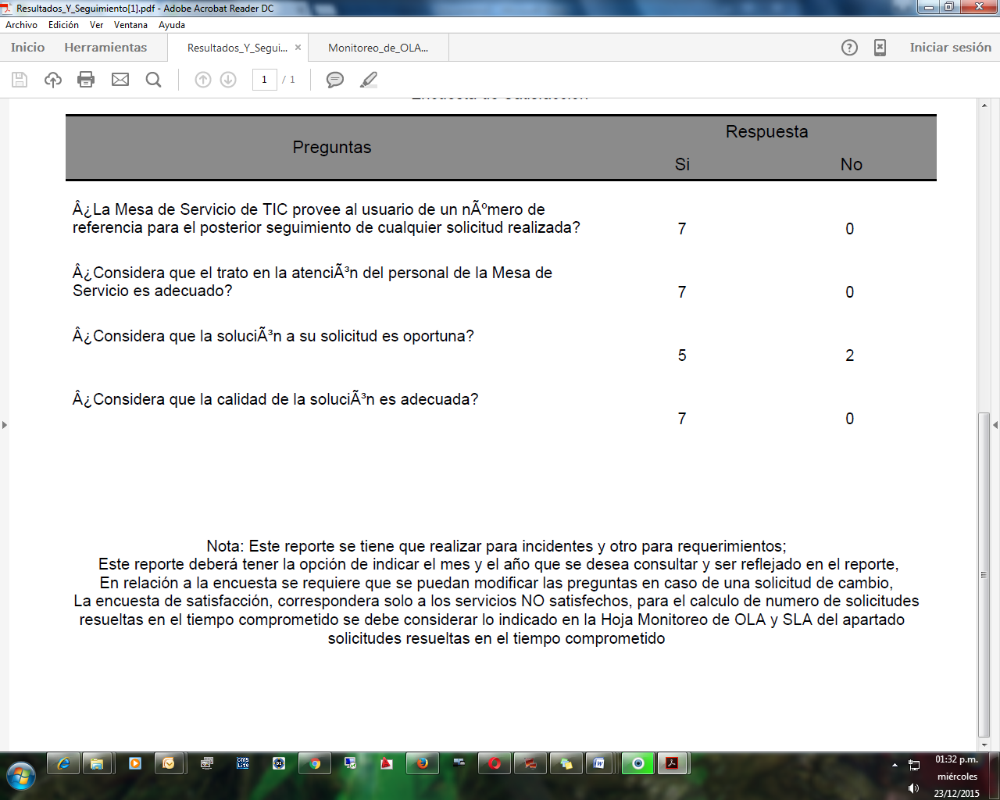 Resultados_Y_Seguimiento[1].pdf - Adobe Acrobat Reader DC
Archivo Edición Ver Ventana Ayuda
Inicio Herramientas Resultados_Y_Segui... × Monitoreo_de_OLA... Iniciar sesión
1 / 1
Encuesta de Satisfacción
Preguntas Respuesta
Si No
Â¿La Mesa de Servicio de TIC provee al usuario de un nÃºmero de
referencia para el posterior seguimiento de cualquier solicitud realizada? 7 0
Â¿Considera que el trato en la atenciÃ³n del personal de la Mesa de
Servicio es adecuado? 7 0
Â¿Considera que la soluciÃ³n a su solicitud es oportuna?
5 2
Â¿Considera que la calidad de la soluciÃ³n es adecuada?
7 0
Nota: Este reporte se tiene que realizar para incidentes y otro para requerimientos;
Este reporte deberá tener la opción de indicar el mes y el año que se desea consultar y ser reflejado en el reporte,
En relación a la encuesta se requiere que se puedan modificar las preguntas en caso de una solicitud de cambio,
La encuesta de satisfacción, correspondera solo a los servicios NO satisfechos, para el calculo de numero de solicitudes
resueltas en el tiempo comprometido se debe considerar lo indicado en la Hoja Monitoreo de OLA y SLA del apartado
solicitudes resueltas en el tiempo comprometido
CMS
Lite
DS
01:32 p.m.
miércoles
23/12/2015